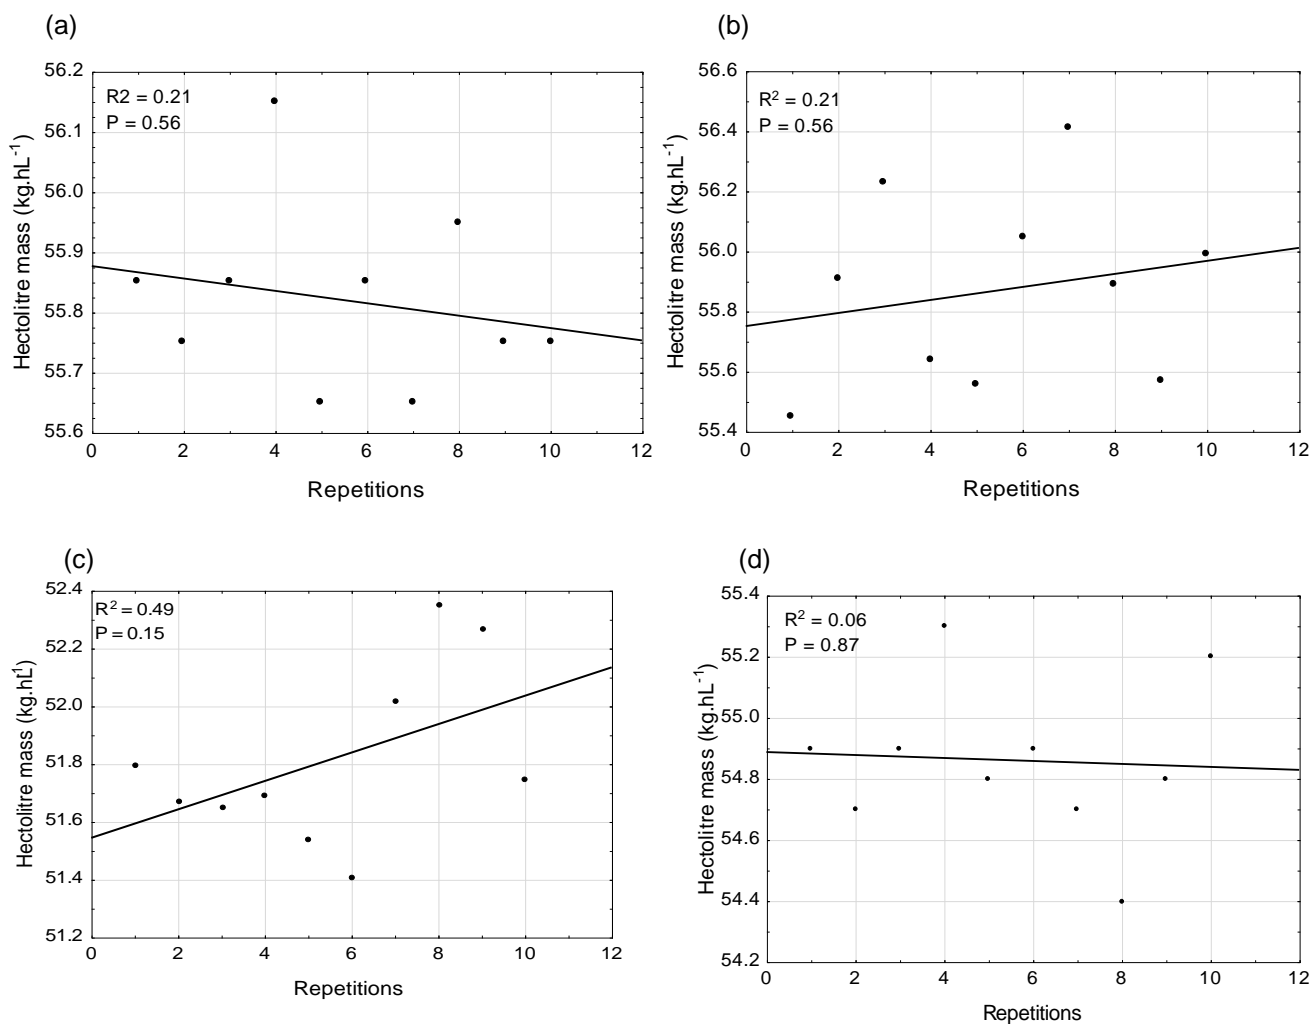 (a)
56.2
56.1
56.0
55.9
55.8
55.7
55.6
R2 = 0.21
P = 0.56
Hectolitre mass (kg.hL-1)
0 2 4 6 8 10 12
Repetitions
(b)
56.6
56.4
56.2
56.0
55.8
55.6
55.4
R² = 0.21
P = 0.56
Hectolitre mass (kg.hL-1)
0 2 4 6 8 10 12
Repetitions
(c)
52.4
52.2
52.0
51.8
51.6
51.4
51.2
R² = 0.49
P = 0.15
Hectolitre mass (kg.hL1)
0 2 4 6 8 10 12
Repetitions
(d)
55.4
55.2
55.0
54.8
54.6
54.4
54.2
R² = 0.06
P = 0.87
Hectolitre mass (kg.hL-1)
0 2 4 6 8 10 12
Repetitions